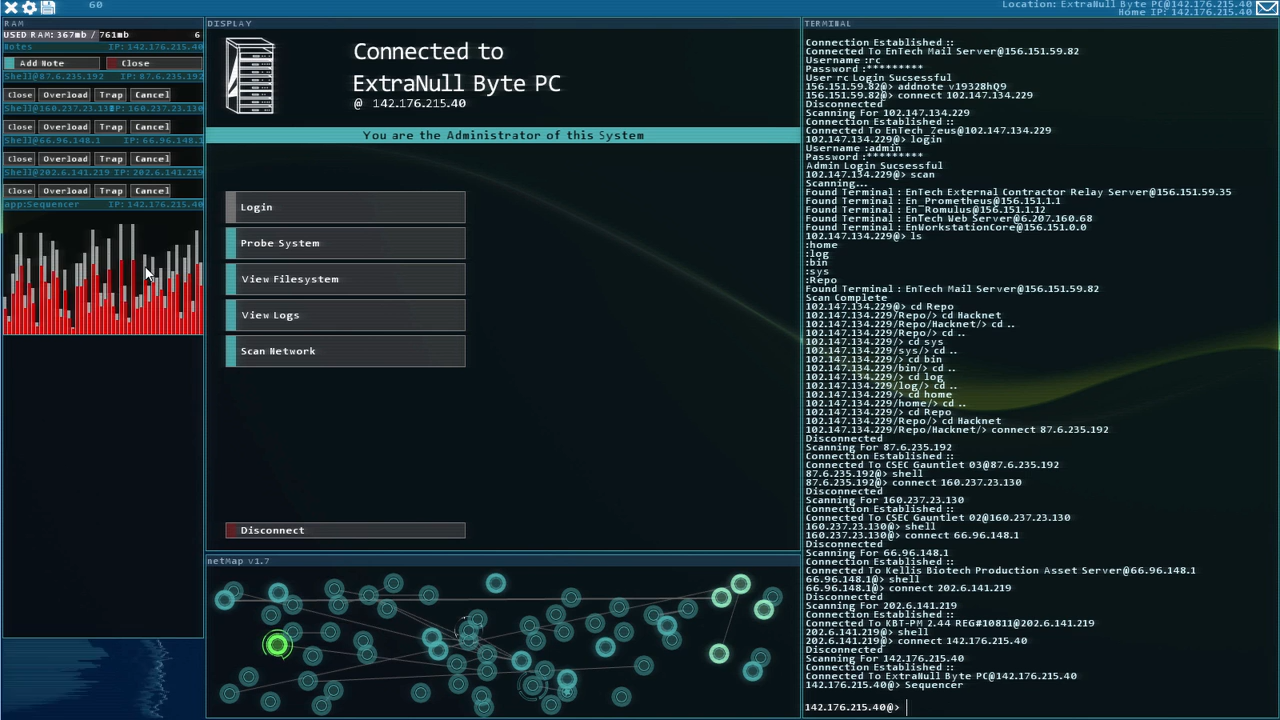 60
Location: ExtraNull Byte PC@142.176.215.40
Home IP: 142.176.215.40
RAM
USED RAM: 367mb / 761mb 6
Notes IP: 142.176.215.40
Add Note Close
Shell@87.6.235.192 IP: 87.6.235.192
Close Overload Trap Cancel
Shell@160.237.23.130 IP: 160.237.23.130
Close Overload Trap Cancel
Shell@66.96.148.1 IP: 66.96.148.1
Close Overload Trap Cancel
Shell@202.6.141.219 IP: 202.6.141.219
Close Overload Trap Cancel
app:Sequencer IP: 142.176.215.40
DISPLAY
Connected to
ExtraNull Byte PC
@ 142.176.215.40
You are the Administrator of this System
Login
Probe System
View Filesystem
View Logs
Scan Network
Disconnect
netMap v1.7
TERMINAL
Connection Established ::
Connected To EnTech Mail Server@156.151.59.82
Username :rc
Password :*********
User rc Login Sucsessful
156.151.59.82@> addnote v19328hQ9
156.151.59.82@> connect 102.147.134.229
Disconnected
Scanning For 102.147.134.229
Connection Established ::
Connected To EnTech_Zeus@102.147.134.229
102.147.134.229@> login
Username :admin
Password :*********
Admin Login Sucsessful
102.147.134.229@> scan
Scanning...
Found Terminal : EnTech External Contractor Relay Server@156.151.59.35
Found Terminal : En_Prometheus@156.151.1.1
Found Terminal : En_Romulus@156.151.1.12
Found Terminal : EnTech Web Server@6.207.160.68
Found Terminal : EnWorkstationCore@156.151.0.0
102.147.134.229@> ls
:home
:log
:bin
:sys
:Repo
Found Terminal : EnTech Mail Server@156.151.59.82
Scan Complete
102.147.134.229@> cd Repo
102.147.134.229/Repo/> cd Hacknet
102.147.134.229/Repo/Hacknet/> cd ..
102.147.134.229/Repo/> cd ..
102.147.134.229/> cd sys
102.147.134.229/sys/> cd ..
102.147.134.229/> cd bin
102.147.134.229/bin/> cd ..
102.147.134.229/> cd log
102.147.134.229/log/> cd ..
102.147.134.229/> cd home
102.147.134.229/home/> cd ..
102.147.134.229/> cd Repo
102.147.134.229/Repo/> cd Hacknet
102.147.134.229/Repo/Hacknet/> connect 87.6.235.192
Disconnected
Scanning For 87.6.235.192
Connection Established ::
Connected To CSEC Gauntlet 03@87.6.235.192
87.6.235.192@> shell
87.6.235.192@> connect 160.237.23.130
Disconnected
Scanning For 160.237.23.130
Connection Established ::
Connected To CSEC Gauntlet 02@160.237.23.130
160.237.23.130@> shell
160.237.23.130@> connect 66.96.148.1
Disconnected
Scanning For 66.96.148.1
Connection Established ::
Connected To Kellis Biotech Production Asset Server@66.96.148.1
66.96.148.1@> shell
66.96.148.1@> connect 202.6.141.219
Disconnected
Scanning For 202.6.141.219
Connection Established ::
Connected To KBT-PM 2.44 REG#10811@202.6.141.219
202.6.141.219@> shell
202.6.141.219@> connect 142.176.215.40
Disconnected
Scanning For 142.176.215.40
Connection Established ::
Connected To ExtraNull Byte PC@142.176.215.40
142.176.215.40@> Sequencer
142.176.215.40@>